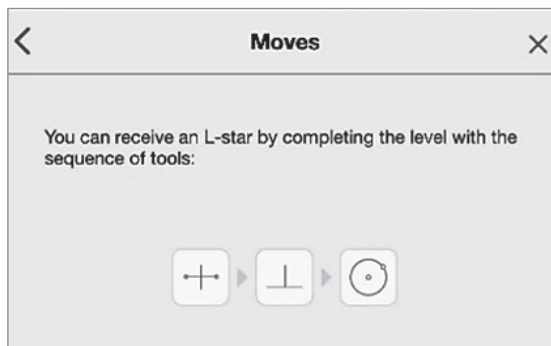 Moves
You can receive an L-star by completing the level with the
sequence of tools: